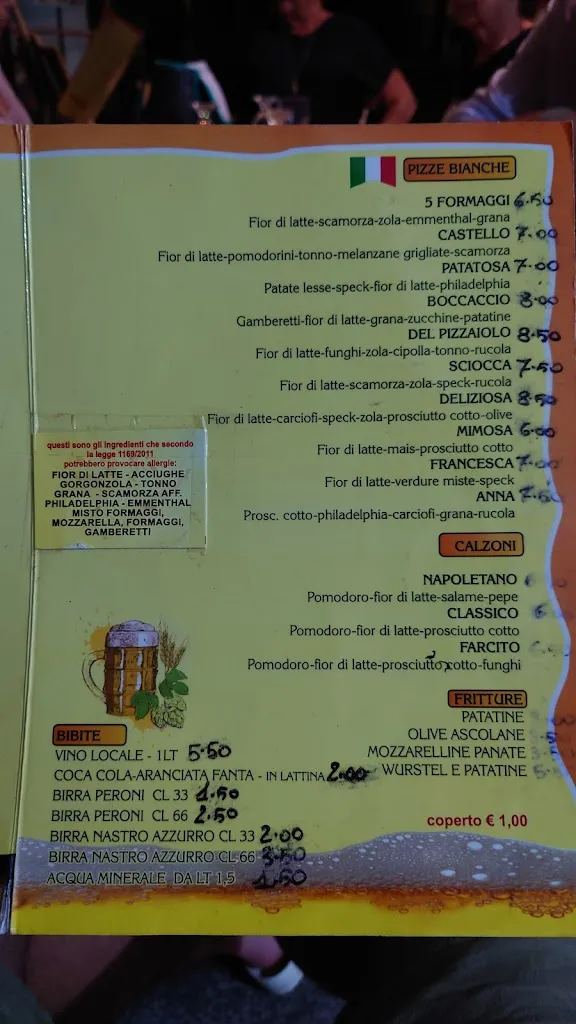 PIZZE BIANCHE
5 FORMAGGI 6.50
Fior di latte-scamorza-zola-emmenthal-grana
CASTELLO 7.00
Fior di latte-pomodorini-tonno-melanzane grigliate-scamorza
PATATOSA 7.00
Patate lesse-speck-fior di latte-philadelphia
BOCCACCIO 8.00
Gamberetti-fior di latte-grana-zucchine-patatine
DEL PIZZAIOLO 8.50
Fior di latte-funghi-zola-cipolla-tonno-rucola
SCIOCCA 7.50
Fior di latte-scamorza-zola-speck-rucola
DELIZIOSA 8.50
Fior di latte-carciofi-speck-zola-prosciutto cotto-olive
MIMOSA 6.00
Fior di latte-mais-prosciutto cotto
FRANCESCA 7.00
Fior di latte-verdure miste-speck
ANNA 7.50
Prosc. cotto-philadelphia-carciofi-grana-rucola
questi sono gli ingredienti che secondo
la legge 1169/2011
potrebbero provocare allergie:
FIOR DI LATTE - ACCIUGHE
GORGONZOLA - TONNO
GRANA - SCAMORZA AFF.
PHILADELPHIA - EMMENTHAL
MISTO FORMAGGI,
MOZZARELLA, FORMAGGI,
GAMBERETTI
CALZONI
NAPOLETANO
Pomodoro-fior di latte-salame-pepe
CLASSICO
Pomodoro-fior di latte-prosciutto cotto
FARCITO
Pomodoro-fior di latte-prosciutto cotto-funghi
FRITTURE
PATATINE
OLIVE ASCOLANE
MOZZARELLINE PANATE
WURSTEL E PATATINE
coperto € 1,00
BIBITE
VINO LOCALE - 1LT 5.50
COCA COLA-ARANCIATA FANTA - IN LATTINA 2.00
BIRRA PERONI CL 33 1.50
BIRRA PERONI CL 66 2.50
BIRRA NASTRO AZZURRO CL 33 2.00
BIRRA NASTRO AZZURRO CL 66 3.50
ACQUA MINERALE DA LT 1,5 1.50